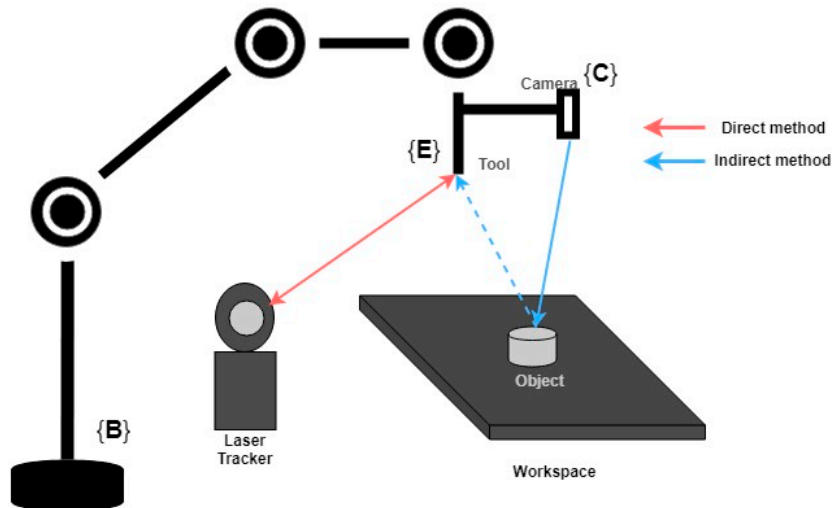 {C}
Camera
Direct method
{E}
Tool
Indirect method
Object
{B}
Laser
Tracker
Workspace